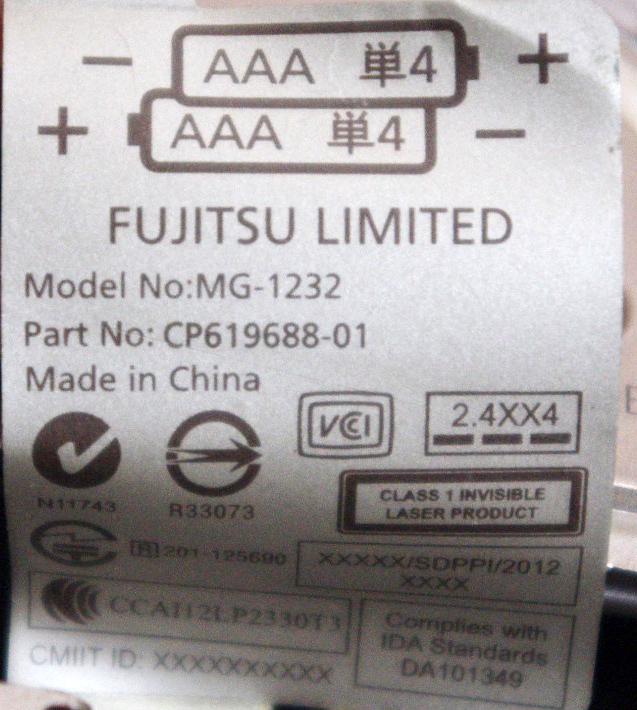 − AAA 単4 +
+ AAA 単4 −
FUJITSU LIMITED
Model No:MG-1232
Part No: CP619688-01
Made in China
VCCI
2.4XX4
N11743
R33073
CLASS 1 INVISIBLE
LASER PRODUCT
R 201-125690
XXXXX/SDPPI/2012
XXXX
CCAI12LP2330T3
Complies with
IDA Standards
DA101349
CMIIT ID: XXXXXXXXXX